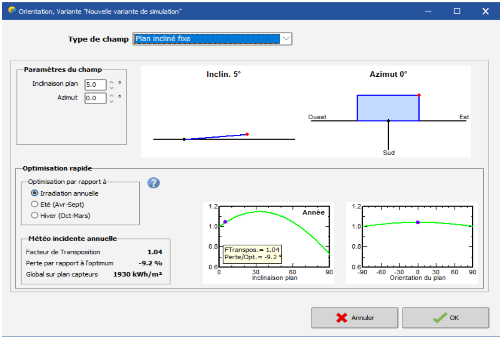 Orientation, Variante "Nouvelle variante de simulation"
Type de champ Plan incliné fixe
Paramètres du champ
Inclinaison plan 5.0 °
Azimut 0.0 °
Inclin. 5°
Azimut 0°
Ouest Est
Sud
Optimisation rapide
Optimisation par rapport à
Irradiation annuelle
Eté (Avr-Sept)
Hiver (Oct-Mars)
?
Météo incidente annuelle
Facteur de Transposition 1.04
Perte par rapport à l'optimum -9.2 %
Global sur plan capteurs 1930 kWh/m²
1.2
1.0
0.8
0.6
Année
FTranspos.= 1.04
Perte/Opt.= -9.2 %
0 30 60 90
Inclinaison plan
1.2
1.0
0.8
0.6
-90 -60 -30 0 30 60 90
Orientation du plan
Annuler
OK